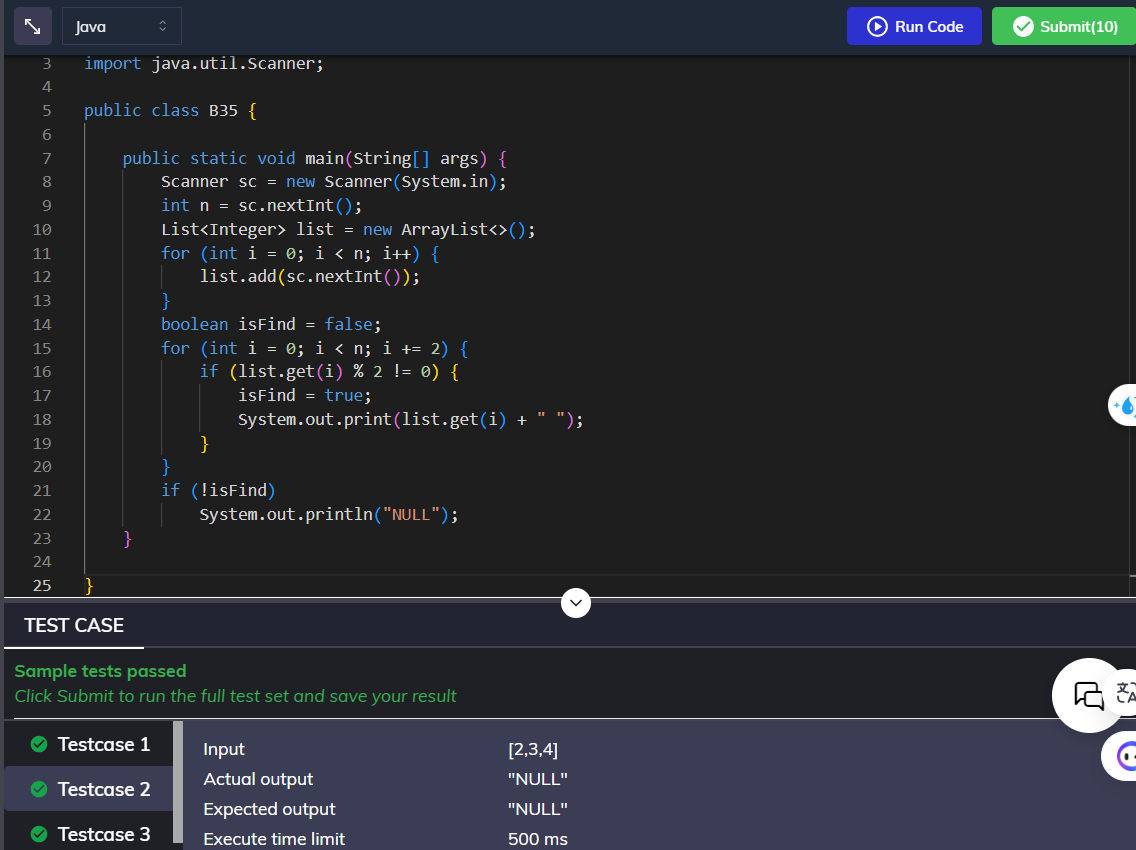 Java
Run Code
Submit(10)
3 import java.util.Scanner;
4
5 public class B35 {
6
7 public static void main(String[] args) {
8 Scanner sc = new Scanner(System.in);
9 int n = sc.nextInt();
10 List<Integer> list = new ArrayList<>();
11 for (int i = 0; i < n; i++) {
12 list.add(sc.nextInt());
13 }
14 boolean isFind = false;
15 for (int i = 0; i < n; i += 2) {
16 if (list.get(i) % 2 != 0) {
17 isFind = true;
18 System.out.print(list.get(i) + " ");
19 }
20 }
21 if (!isFind)
22 System.out.println("NULL");
23 }
24
25 }
TEST CASE
Sample tests passed
Click Submit to run the full test set and save your result
Testcase 1
Testcase 2
Testcase 3
Input [2,3,4]
Actual output "NULL"
Expected output "NULL"
Execute time limit 500 ms
文A